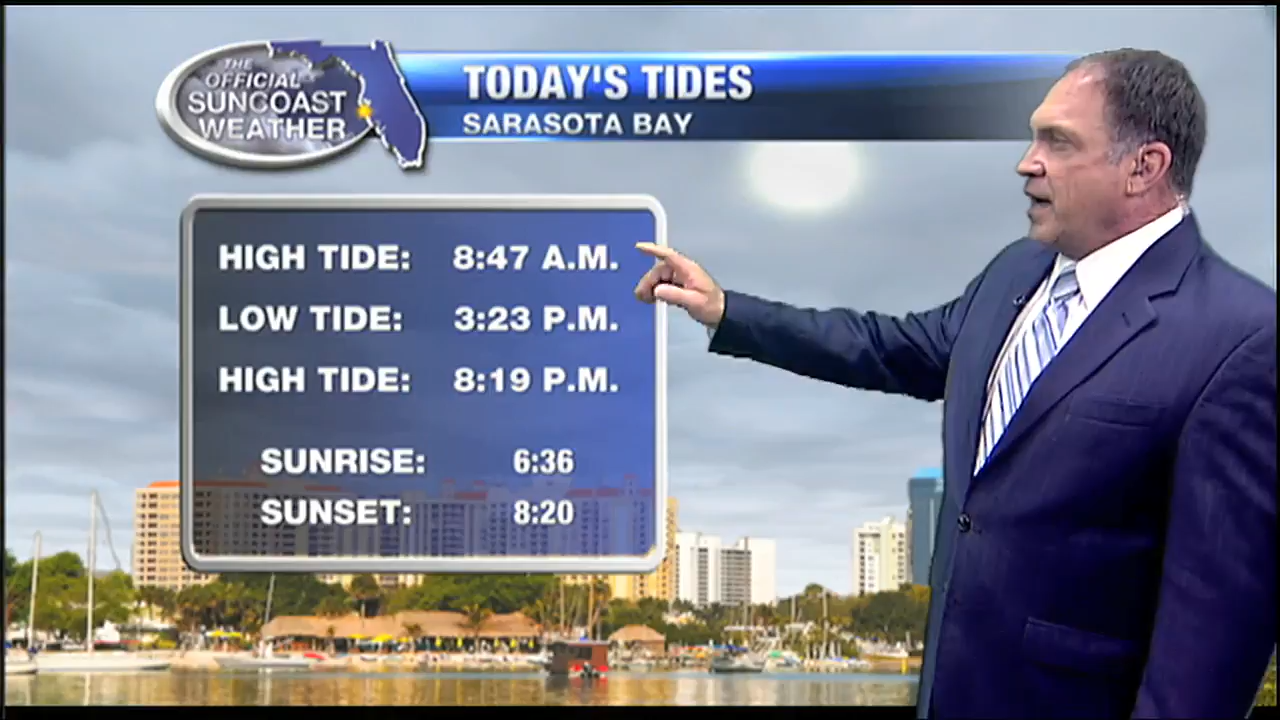 THE
OFFICIAL
SUNCOAST
WEATHER
TODAY'S TIDES
SARASOTA BAY
HIGH TIDE: 8:47 A.M.
LOW TIDE: 3:23 P.M.
HIGH TIDE: 8:19 P.M.
SUNRISE: 6:36
SUNSET: 8:20